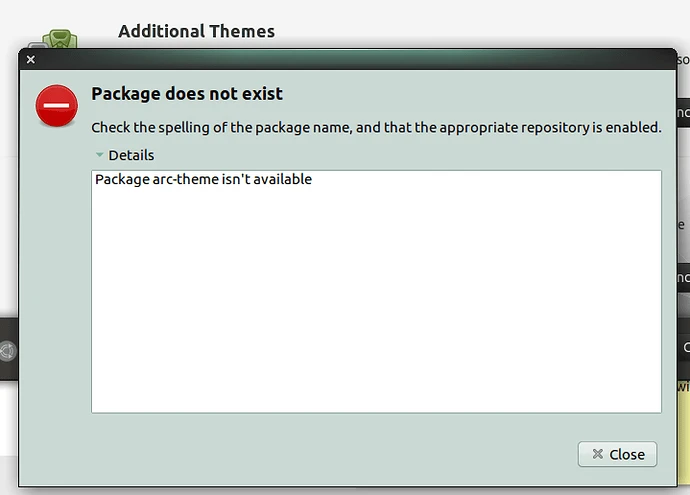 Additional Themes
Package does not exist
Check the spelling of the package name, and that the appropriate repository is enabled.
Details
Package arc-theme isn't available
Close